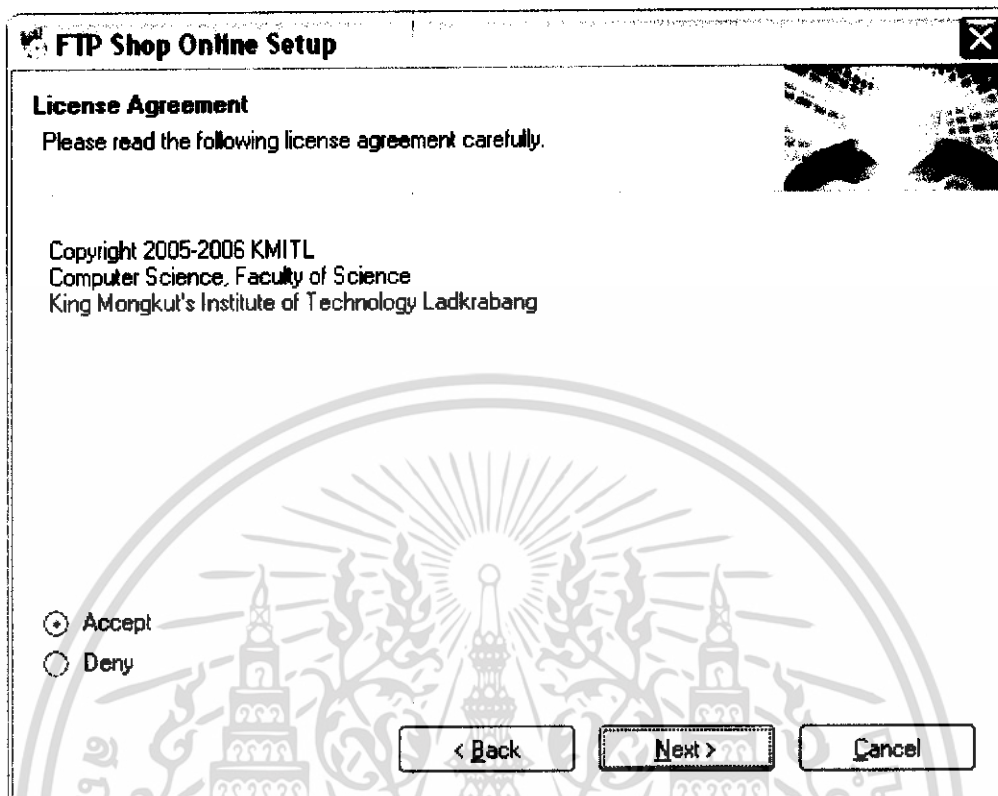 FTP Shop Online Setup
License Agreement
Please read the following license agreement carefully.
Copyright 2005-2006 KMITL
Computer Science, Faculty of Science
King Mongkut's Institute of Technology Ladkrabang
Accept
Deny
< Back
Next >
Cancel